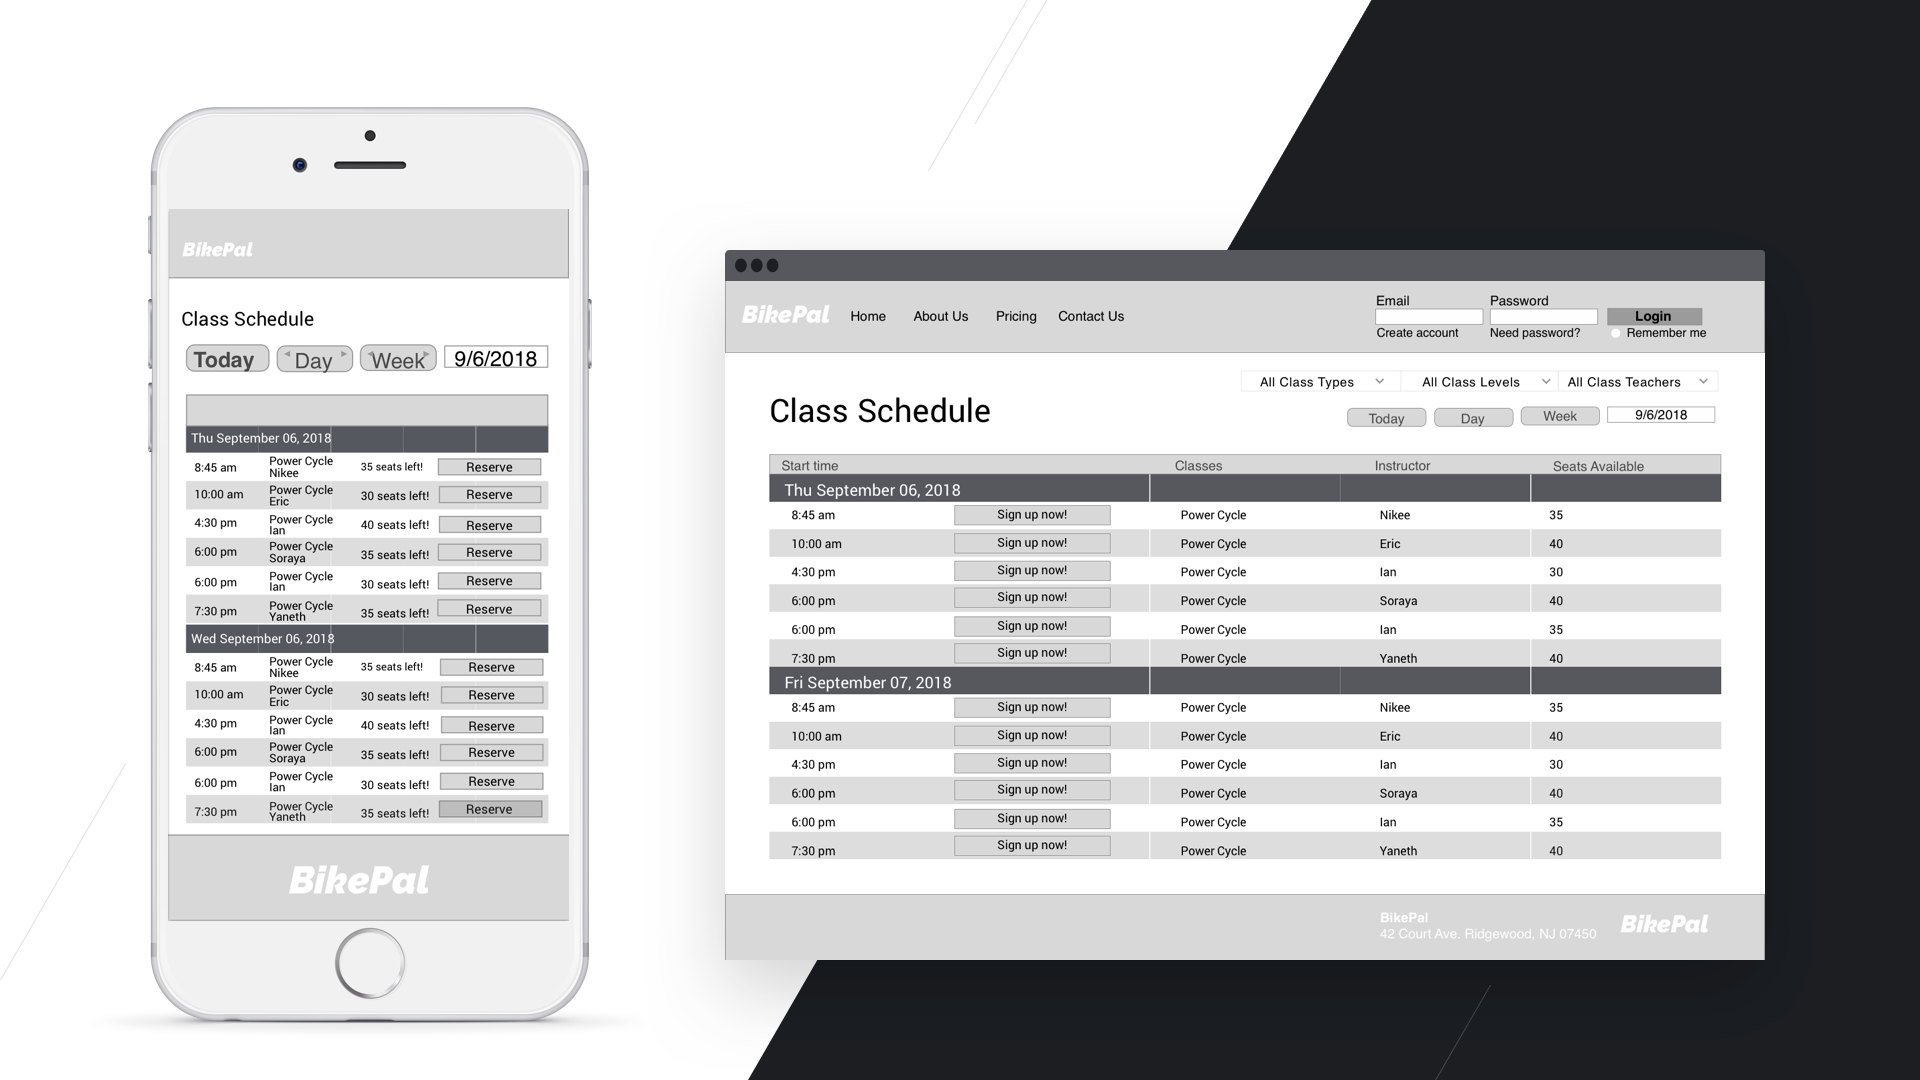 BikePal
Class Schedule
Today Day Week 9/6/2018
Thu September 06, 2018
8:45 am Power Cycle Nikee 35 seats left! Reserve
10:00 am Power Cycle Eric 30 seats left! Reserve
4:30 pm Power Cycle Ian 40 seats left! Reserve
6:00 pm Power Cycle Soraya 35 seats left! Reserve
6:00 pm Power Cycle Ian 30 seats left! Reserve
7:30 pm Power Cycle Yaneth 35 seats left! Reserve
Wed September 06, 2018
8:45 am Power Cycle Nikee 35 seats left! Reserve
10:00 am Power Cycle Eric 30 seats left! Reserve
4:30 pm Power Cycle Ian 40 seats left! Reserve
6:00 pm Power Cycle Soraya 35 seats left! Reserve
6:00 pm Power Cycle Ian 30 seats left! Reserve
7:30 pm Power Cycle Yaneth 35 seats left! Reserve
BikePal
Email Password
BikePal Home About Us Pricing Contact Us Login
Create account Need password? Remember me
All Class Types All Class Levels All Class Teachers
Class Schedule
Today Day Week 9/6/2018
Start time Classes Instructor Seats Available
Thu September 06, 2018
8:45 am Sign up now! Power Cycle Nikee 35
10:00 am Sign up now! Power Cycle Eric 40
4:30 pm Sign up now! Power Cycle Ian 30
6:00 pm Sign up now! Power Cycle Soraya 40
6:00 pm Sign up now! Power Cycle Ian 35
7:30 pm Sign up now! Power Cycle Yaneth 40
Fri September 07, 2018
8:45 am Sign up now! Power Cycle Nikee 35
10:00 am Sign up now! Power Cycle Eric 40
4:30 pm Sign up now! Power Cycle Ian 30
6:00 pm Sign up now! Power Cycle Soraya 40
6:00 pm Sign up now! Power Cycle Ian 35
7:30 pm Sign up now! Power Cycle Yaneth 40
BikePal
42 Court Ave. Ridgewood, NJ 07450 BikePal